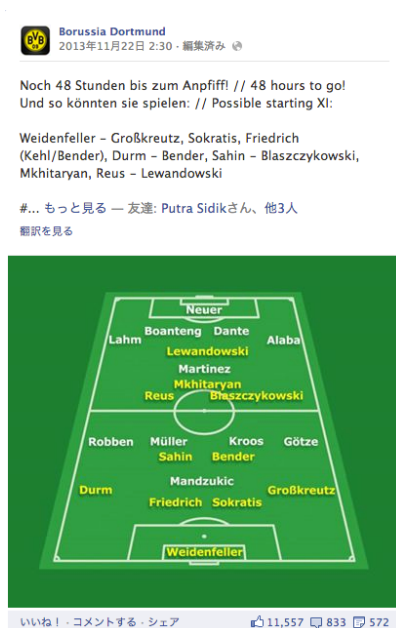 Borussia Dortmund
2013年11月22日 2:30 · 編集済み
BVB
09
Noch 48 Stunden bis zum Anpfiff! // 48 hours to go!
Und so könnten sie spielen: // Possible starting XI:
Weidenfeller – Großkreutz, Sokratis, Friedrich
(Kehl/Bender), Durm – Bender, Sahin – Blaszczykowski,
Mkhitaryan, Reus – Lewandowski
#... もっと見る — 友達: Putra Sidikさん、他3人
翻訳を見る
Neuer
Lahm Boanteng Dante Alaba
Lewandowski
Martinez
Mkhitaryan
Reus Blaszczykowski
Robben Müller Kroos Götze
Sahin Bender
Mandzukic
Durm Großkreutz
Friedrich Sokratis
Weidenfeller
いいね! · コメントする · シェア 11,557 833 572